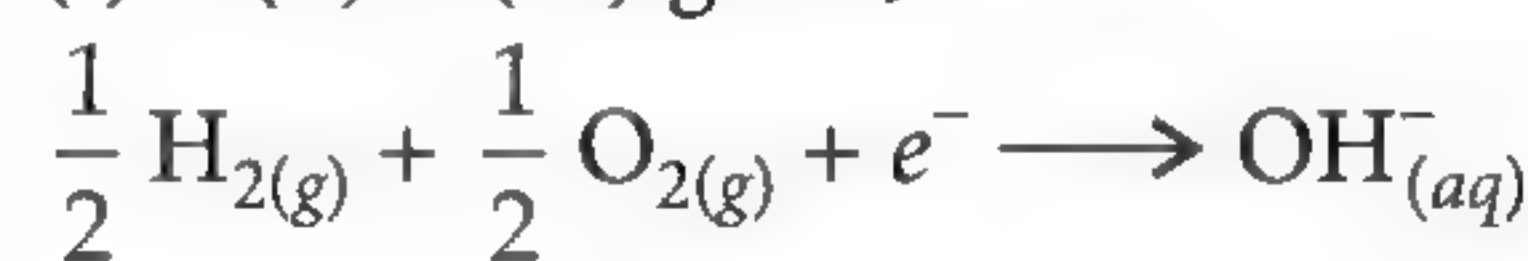 1/2 H₂(g) + 1/2 O₂(g) + e⁻ ⟶ OH⁻(aq)